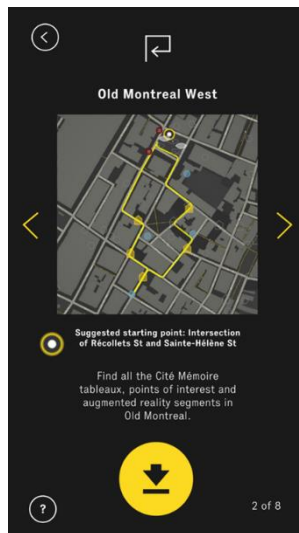 Old Montreal West
Suggested starting point: Intersection
of Récollets St and Sainte-Hélène St
Find all the Cité Mémoire
tableaux, points of interest and
augmented reality segments in
Old Montreal.
?
2 of 8